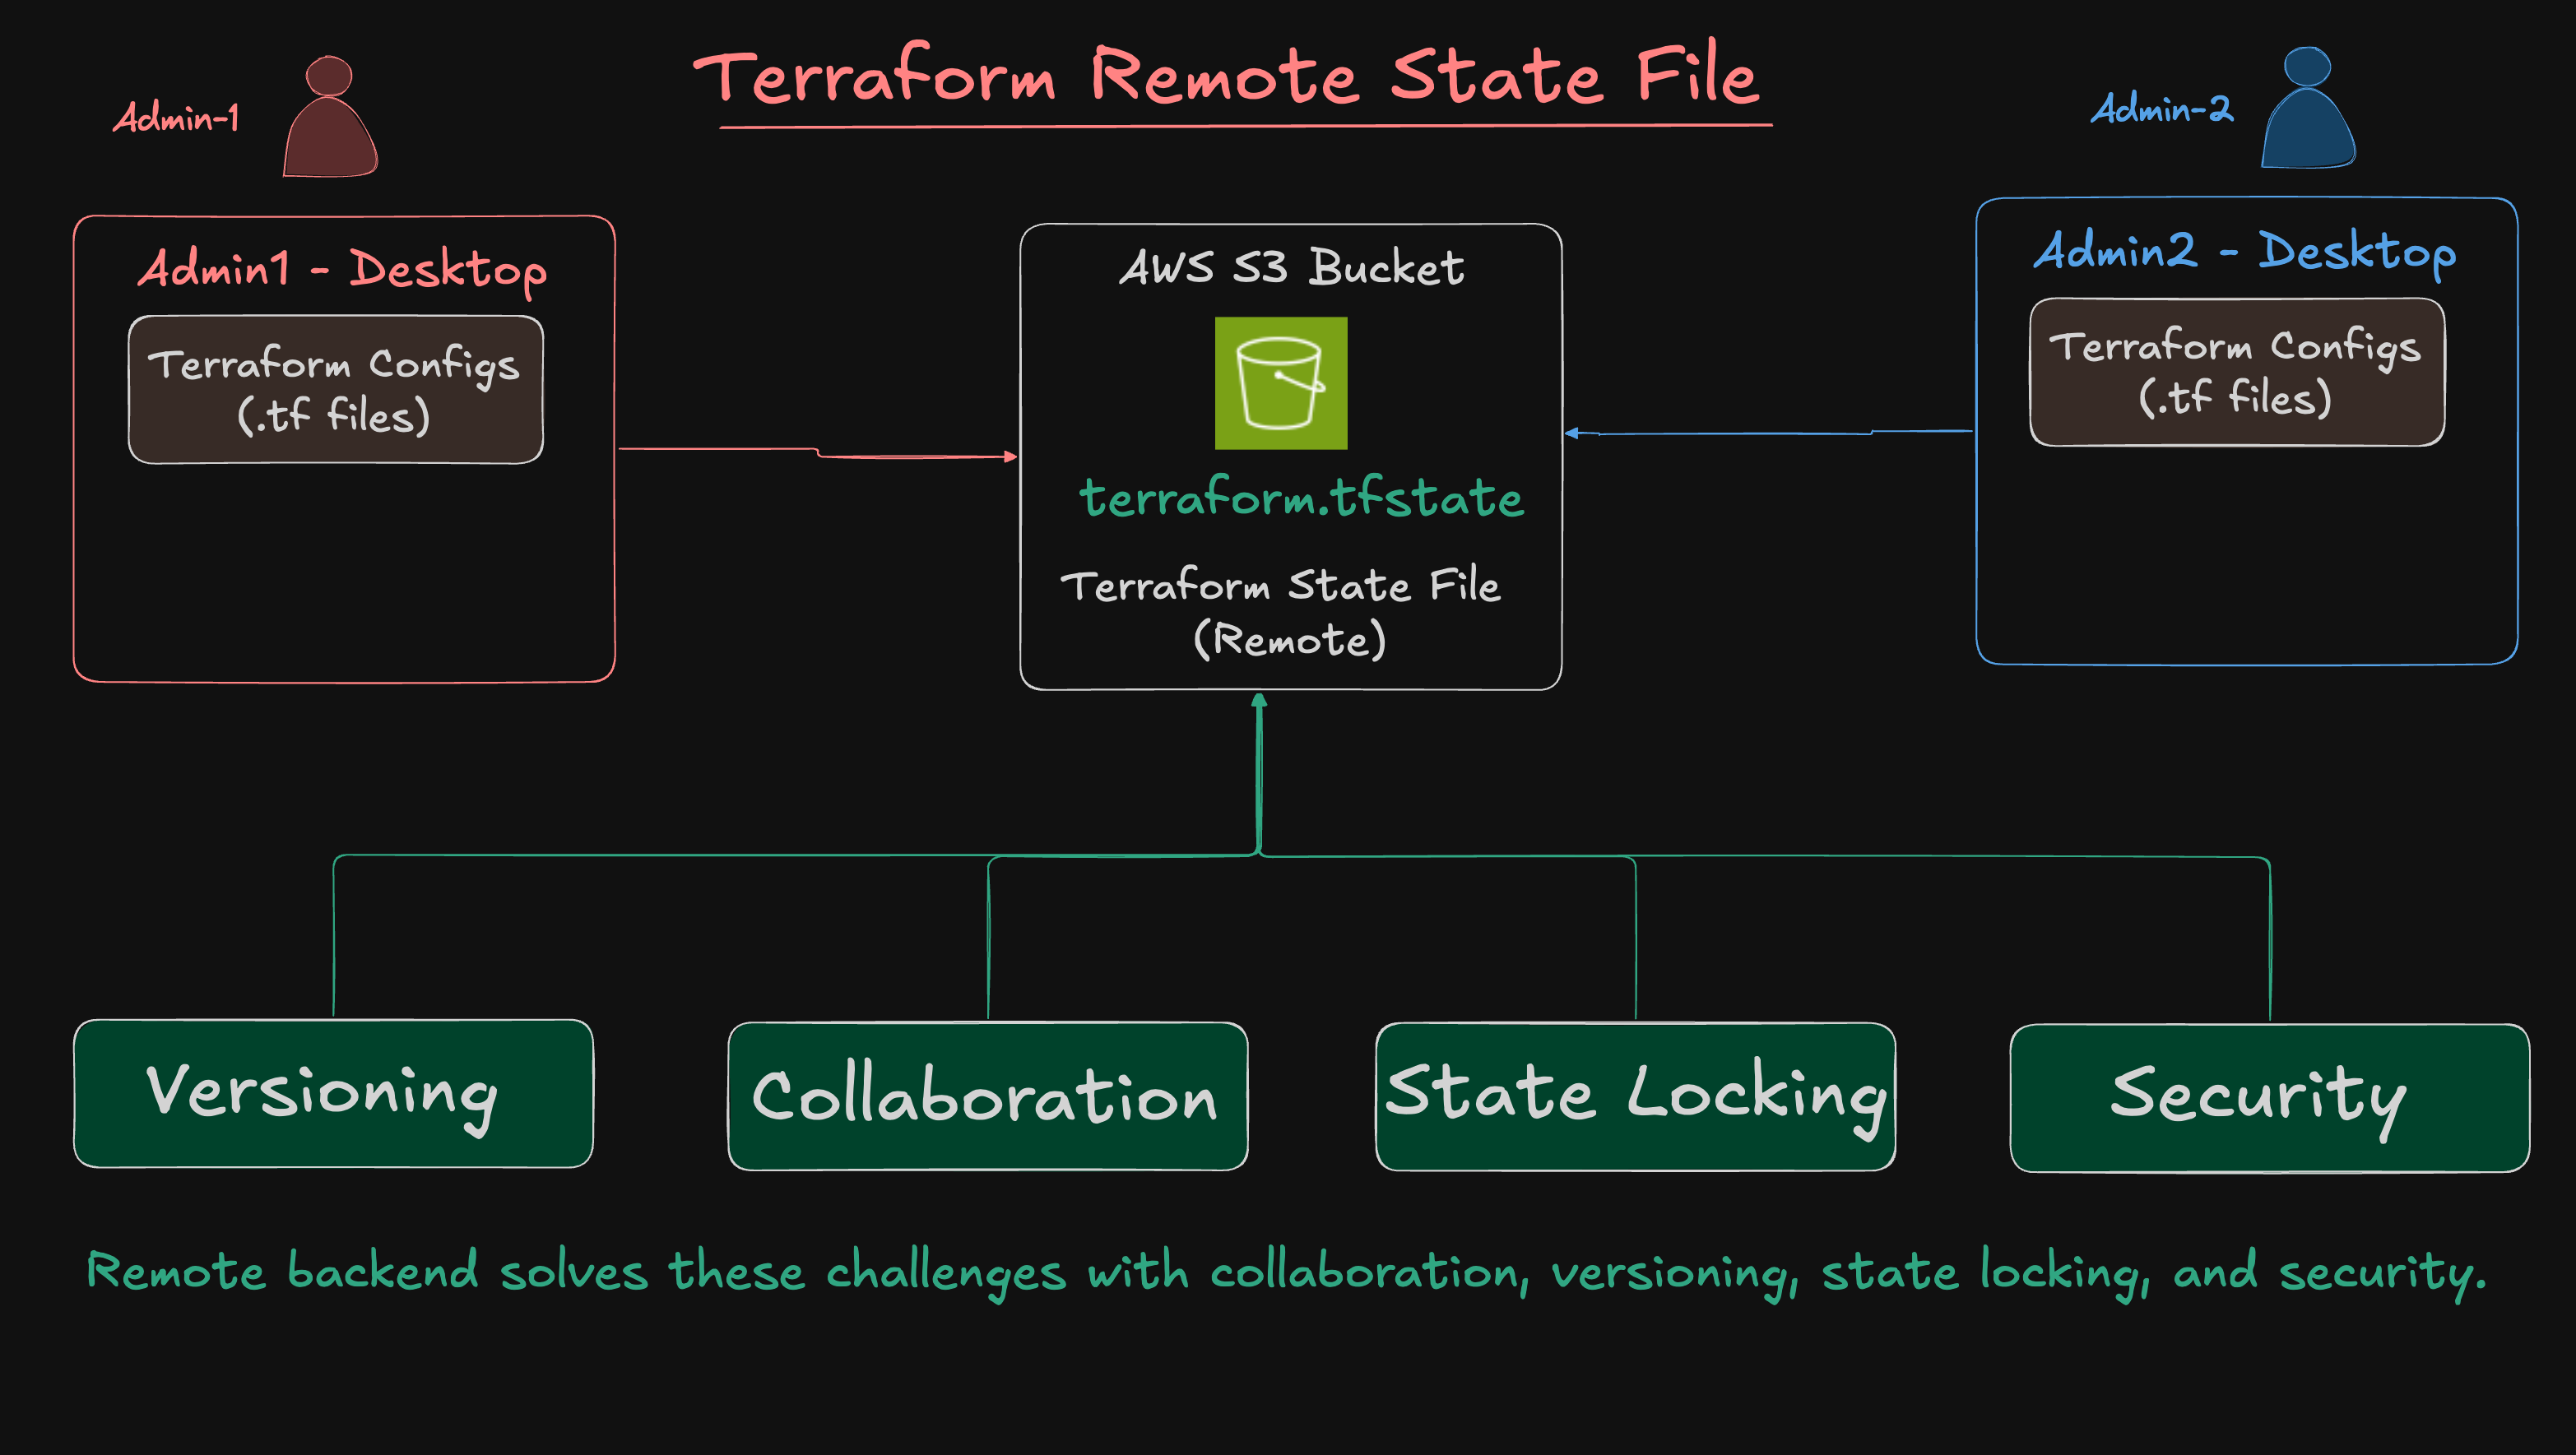 Terraform Remote State File
Admin-1
Admin-2
Admin1 - Desktop
Terraform Configs
(.tf files)
AWS S3 Bucket
terraform.tfstate
Terraform State File
(Remote)
Admin2 - Desktop
Terraform Configs
(.tf files)
Versioning
Collaboration
State Locking
Security
Remote backend solves these challenges with collaboration, versioning, state locking, and security.